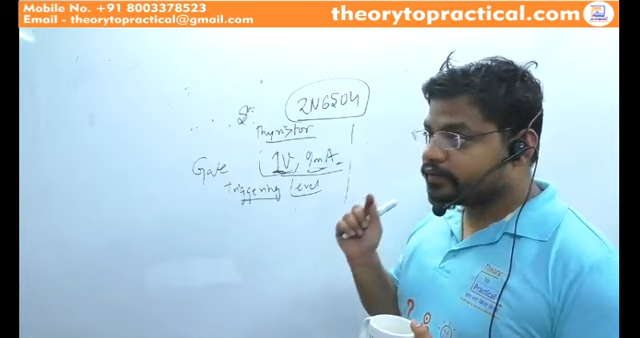 Mobile No. +91 8003378523
Email - theorytopractical@gmail.com
theorytopractical.com
2N6504
Thyristor
Gate 1V, 9mA
Triggering level
Theory
to
Practical